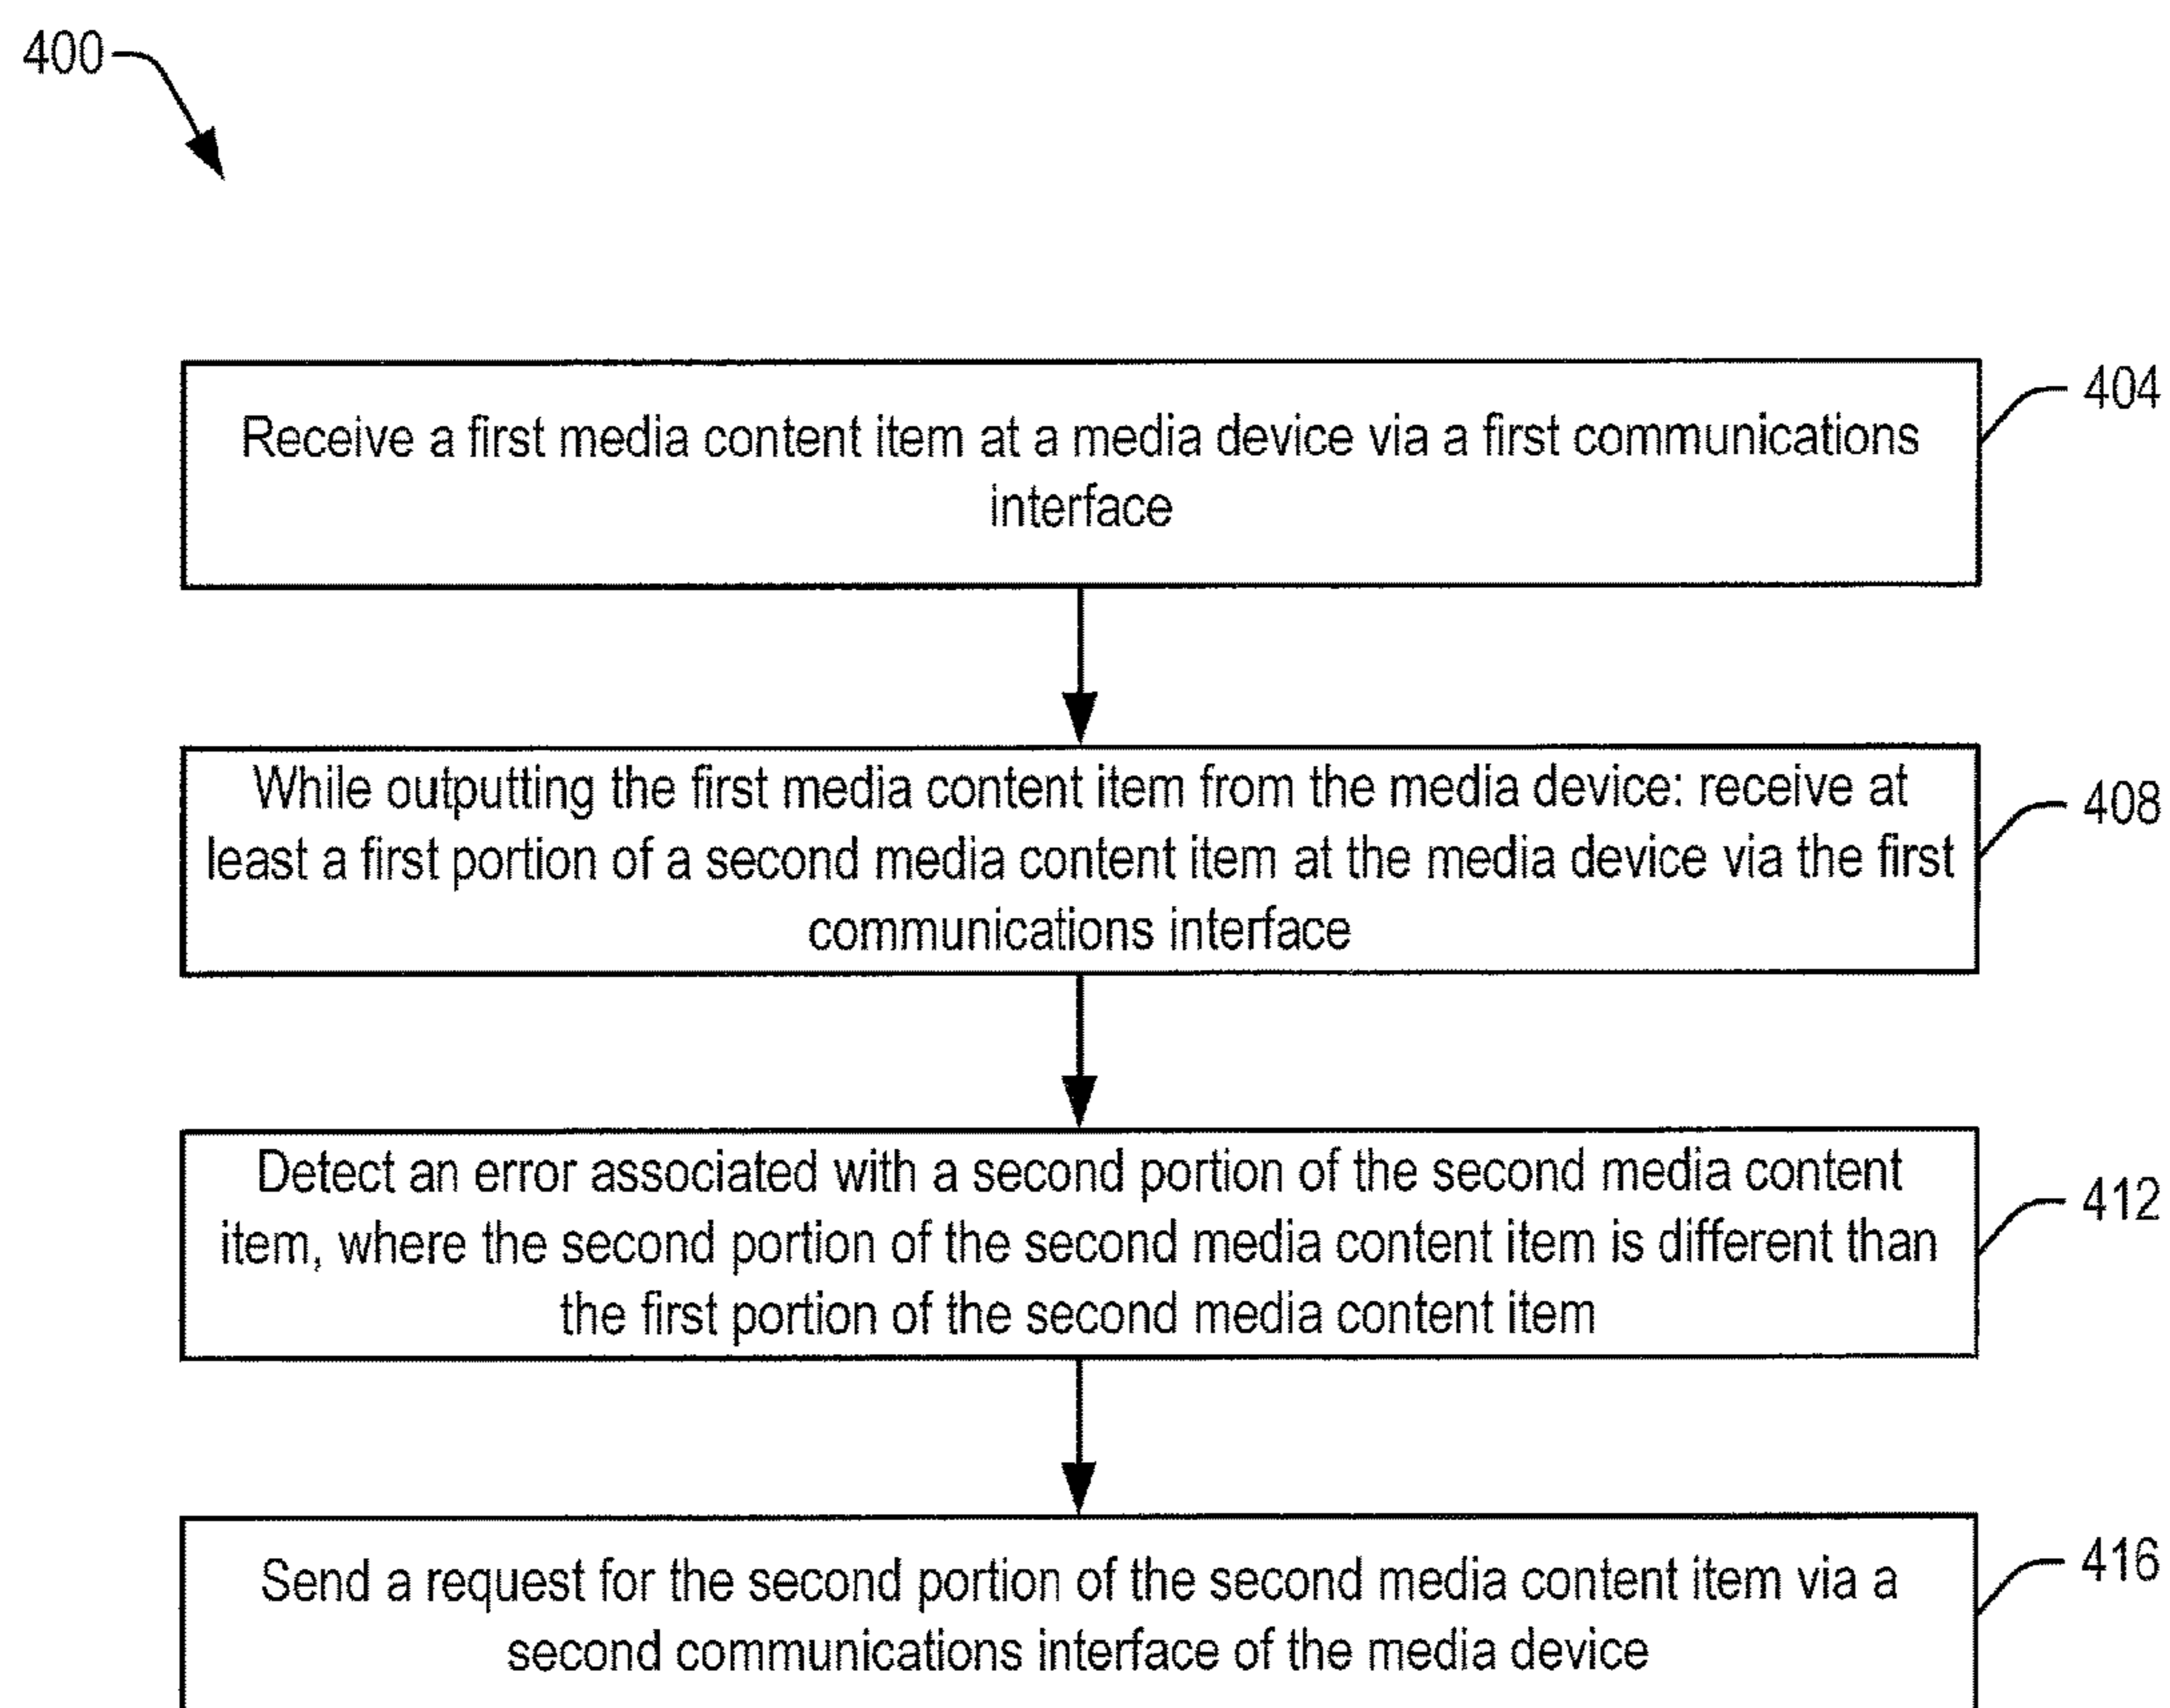 400
Receive a first media content item at a media device via a first communications
interface
404
While outputting the first media content item from the media device: receive at
least a first portion of a second media content item at the media device via the first
communications interface
408
Detect an error associated with a second portion of the second media content
item, where the second portion of the second media content item is different than
the first portion of the second media content item
412
Send a request for the second portion of the second media content item via a
second communications interface of the media device
416